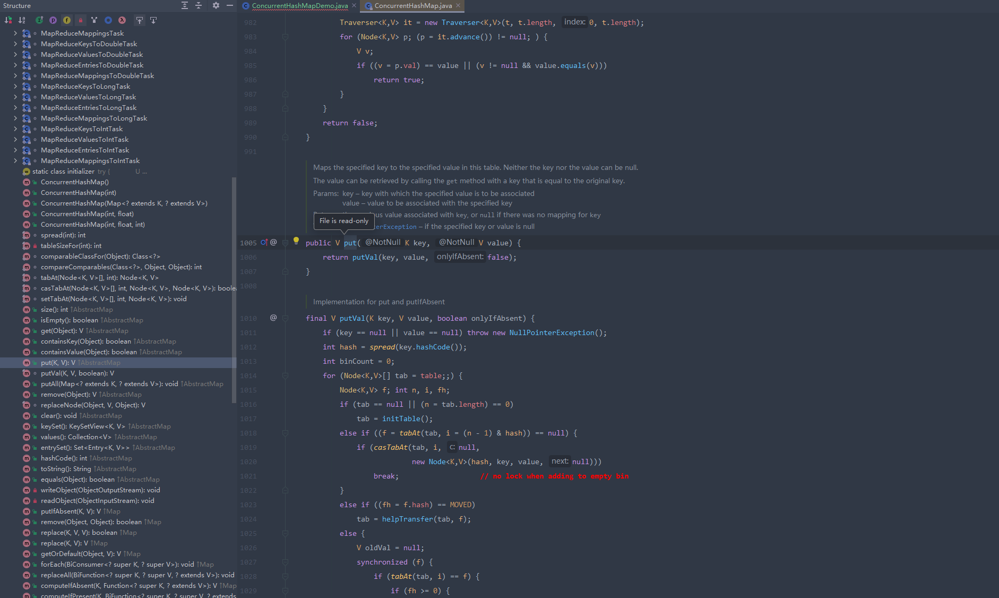 Structure
MapReduceMappingsTask
MapReduceKeysToDoubleTask
MapReduceValuesToDoubleTask
MapReduceEntriesToDoubleTask
MapReduceMappingsToDoubleTask
MapReduceKeysToLongTask
MapReduceValuesToLongTask
MapReduceEntriesToLongTask
MapReduceMappingsToLongTask
MapReduceKeysToIntTask
MapReduceValuesToIntTask
MapReduceEntriesToIntTask
MapReduceMappingsToIntTask
static class initializer try { U ...
ConcurrentHashMap()
ConcurrentHashMap(int)
ConcurrentHashMap(Map<? extends K, ? extends V>)
ConcurrentHashMap(int, float)
ConcurrentHashMap(int, float, int)
spread(int): int
tableSizeFor(int): int
comparableClassFor(Object): Class<?>
compareComparables(Class<?>, Object, Object): int
tabAt(Node<K, V>[], int): Node<K, V>
casTabAt(Node<K, V>[], int, Node<K, V>, Node<K, V>): boole
setTabAt(Node<K, V>[], int, Node<K, V>): void
size(): int ↑AbstractMap
isEmpty(): boolean ↑AbstractMap
get(Object): V ↑AbstractMap
containsKey(Object): boolean ↑AbstractMap
containsValue(Object): boolean ↑AbstractMap
put(K, V): V ↑AbstractMap
putVal(K, V, boolean): V
putAll(Map<? extends K, ? extends V>): void ↑AbstractMap
remove(Object): V ↑AbstractMap
replaceNode(Object, V, Object): V
clear(): void ↑AbstractMap
keySet(): KeySetView<K, V> ↑AbstractMap
values(): Collection<V> ↑AbstractMap
entrySet(): Set<Entry<K, V>> ↑AbstractMap
hashCode(): int ↑AbstractMap
toString(): String ↑AbstractMap
equals(Object): boolean ↑AbstractMap
writeObject(ObjectOutputStream): void
readObject(ObjectInputStream): void
putIfAbsent(K, V): V ↑Map
remove(Object, Object): boolean ↑Map
replace(K, V, V): boolean ↑Map
replace(K, V): V ↑Map
getOrDefault(Object, V): V ↑Map
forEach(BiConsumer<? super K, ? super V>): void ↑Map
replaceAll(BiFunction<? super K, ? super V, ? extends V>): void
computeIfAbsent(K, Function<? super K, ? extends V>): V ↑Map
computeIfPresent(K, BiFunction<? super K, ? super V, ? extends
ConcurrentHashMapDemo.java
ConcurrentHashMap.java
982 Traverser<K,V> it = new Traverser<K,V>(t, t.length, index: 0, t.length);
983 for (Node<K,V> p; (p = it.advance()) != null; ) {
984 V v;
985 if ((v = p.val) == value || (v != null && value.equals(v)))
986 return true;
987 }
988 }
989 return false;
990 }
991
Maps the specified key to the specified value in this table. Neither the key nor the value can be null.
The value can be retrieved by calling the get method with a key that is equal to the original key.
Params: key – key with which the specified value is to be associated
value – value to be associated with the specified key
value associated with key, or null if there was no mapping for key
File is read-only
– if the specified key or value is null
1005 @ public V put( @NotNull K key, @NotNull V value) {
1006 return putVal(key, value, onlyIfAbsent: false);
1007 }
1008
Implementation for put and putIfAbsent
1010 @ final V putVal(K key, V value, boolean onlyIfAbsent) {
1011 if (key == null || value == null) throw new NullPointerException();
1012 int hash = spread(key.hashCode());
1013 int binCount = 0;
1014 for (Node<K,V>[] tab = table;;) {
1015 Node<K,V> f; int n, i, fh;
1016 if (tab == null || (n = tab.length) == 0)
1017 tab = initTable();
1018 else if ((f = tabAt(tab, i = (n - 1) & hash)) == null) {
1019 if (casTabAt(tab, i, c: null,
1020 new Node<K,V>(hash, key, value, next: null)))
1021 break; // no lock when adding to empty bin
1022 }
1023 else if ((fh = f.hash) == MOVED)
1024 tab = helpTransfer(tab, f);
1025 else {
1026 V oldVal = null;
1027 synchronized (f) {
1028 if (tabAt(tab, i) == f) {
1029 if (fh >= 0) {